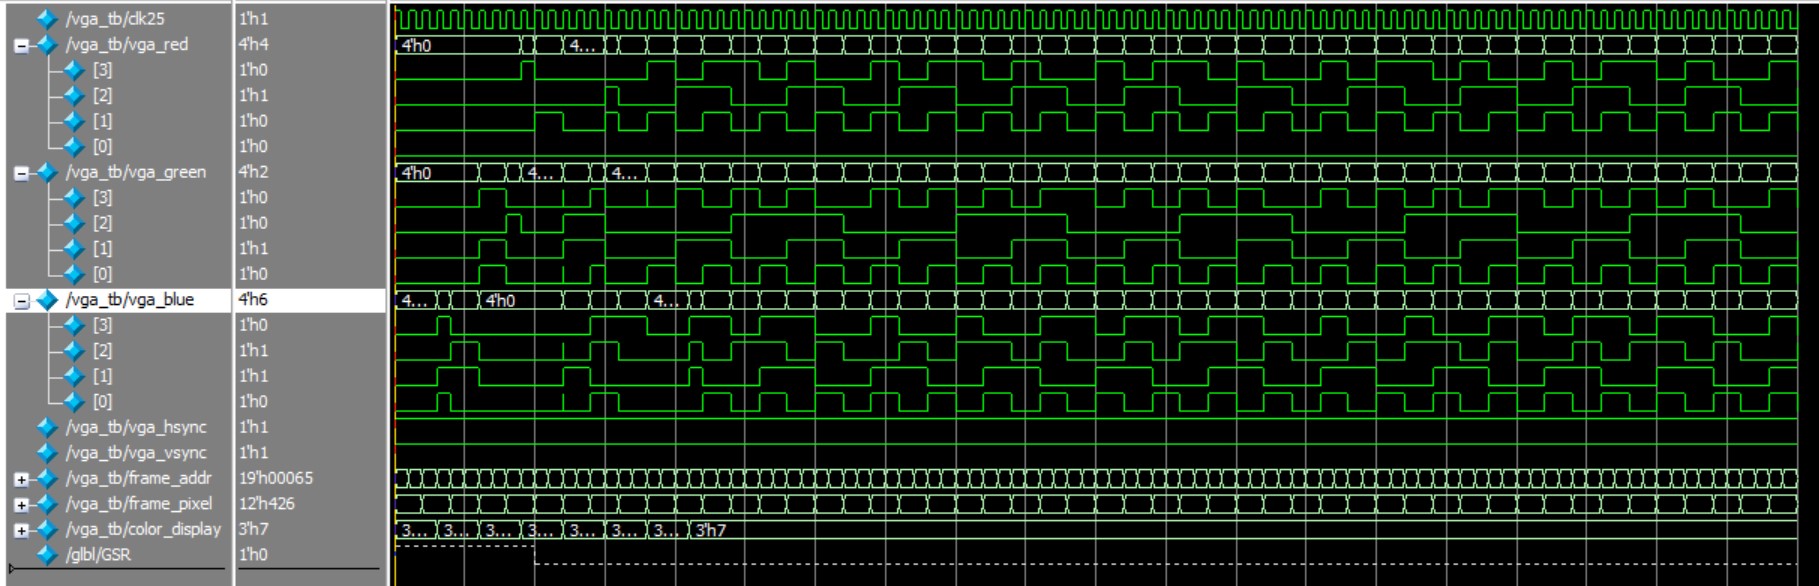 /vga_tb/clk25 1'h1
/vga_tb/vga_red 4'h4 4'h0 4...
[3] 1'h0
[2] 1'h1
[1] 1'h0
[0] 1'h0
/vga_tb/vga_green 4'h2 4'h0 4... 4...
[3] 1'h0
[2] 1'h0
[1] 1'h1
[0] 1'h0
/vga_tb/vga_blue 4'h6 4... 4'h0 4...
[3] 1'h0
[2] 1'h1
[1] 1'h1
[0] 1'h0
/vga_tb/vga_hsync 1'h1
/vga_tb/vga_vsync 1'h1
/vga_tb/frame_addr 19'h00065
/vga_tb/frame_pixel 12'h426
/vga_tb/color_display 3'h7 3... 3... 3... 3... 3... 3... 3... 3'h7
/glbl/GSR 1'h0